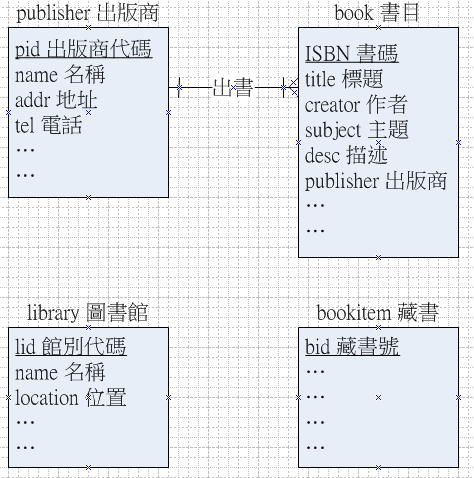 publisher 出版商
pid 出版商代碼
name 名稱
addr 地址
tel 電話
…
…
出書
book 書目
ISBN 書碼
title 標題
creator 作者
subject 主題
desc 描述
publisher 出版商
…
…
library 圖書館
lid 館別代碼
name 名稱
location 位置
…
…
bookitem 藏書
bid 藏書號
…
…
…
…